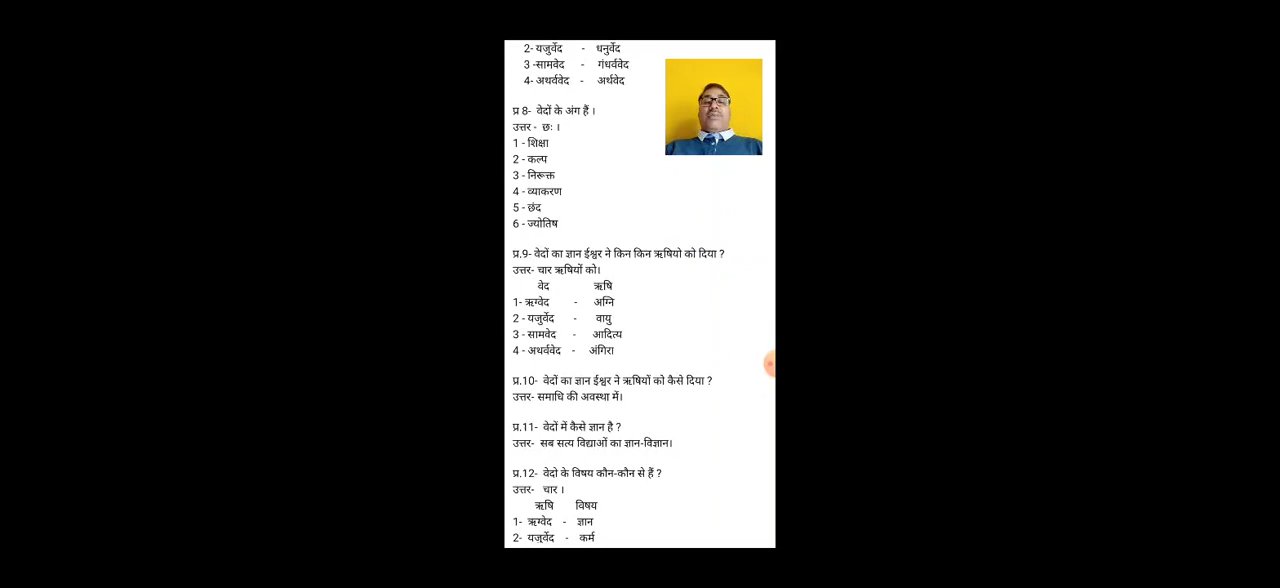 2- यजुर्वेद - धनुर्वेद
3 -सामवेद - गंधर्ववेद
4- अथर्ववेद - अर्थवेद
प्र 8- वेदों के अंग हैं ।
उत्तर - छः ।
1 - शिक्षा
2 - कल्प
3 - निरूक्त
4 - व्याकरण
5 - छंद
6 - ज्योतिष
प्र.9- वेदों का ज्ञान ईश्वर ने किन किन ऋषियो को दिया ?
उत्तर- चार ऋषियों को।
वेद ऋषि
1- ऋग्वेद - अग्नि
2 - यजुर्वेद - वायु
3 - सामवेद - आदित्य
4 - अथर्ववेद - अंगिरा
प्र.10- वेदों का ज्ञान ईश्वर ने ऋषियों को कैसे दिया ?
उत्तर- समाधि की अवस्था में।
प्र.11- वेदों में कैसे ज्ञान है ?
उत्तर- सब सत्य विद्याओं का ज्ञान-विज्ञान।
प्र.12- वेदो के विषय कौन-कौन से हैं ?
उत्तर- चार ।
ऋषि विषय
1- ऋग्वेद - ज्ञान
2- यजुर्वेद - कर्म